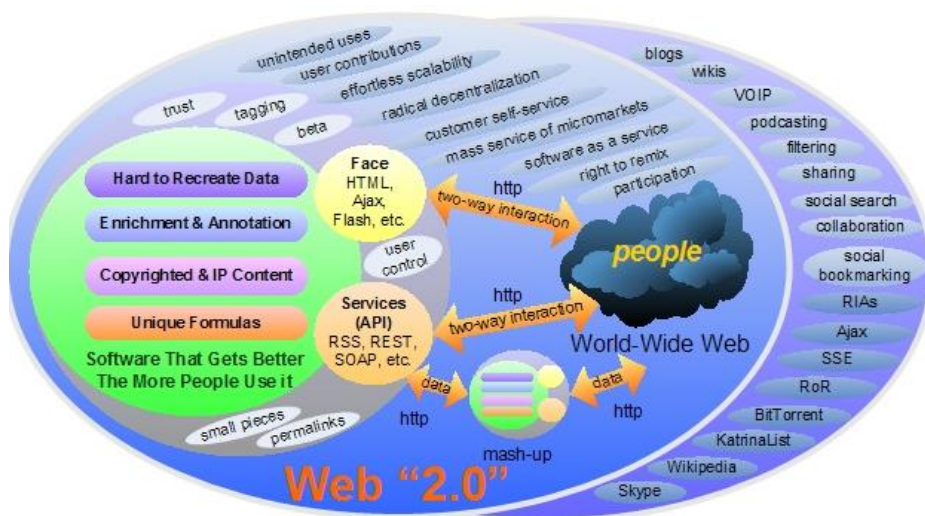 unintended uses
user contributions
effortless scalability
radical decentralization
customer self-service
mass service of micromarkets
software as a service
right to remix
participation
trust
tagging
beta
Hard to Recreate Data
Enrichment & Annotation
Copyrighted & IP Content
Unique Formulas
Software That Gets Better
The More People Use it
Face
HTML,
Ajax,
Flash, etc.
user
control
Services
(API)
RSS, REST,
SOAP, etc.
small pieces
permalinks
http
two-way interaction
http
two-way interaction
people
World-Wide Web
data
http
mash-up
data
http
Web “2.0”
blogs
wikis
VOIP
podcasting
filtering
sharing
social search
collaboration
social
bookmarking
RIAs
Ajax
SSE
RoR
BitTorrent
KatrinaList
Wikipedia
Skype